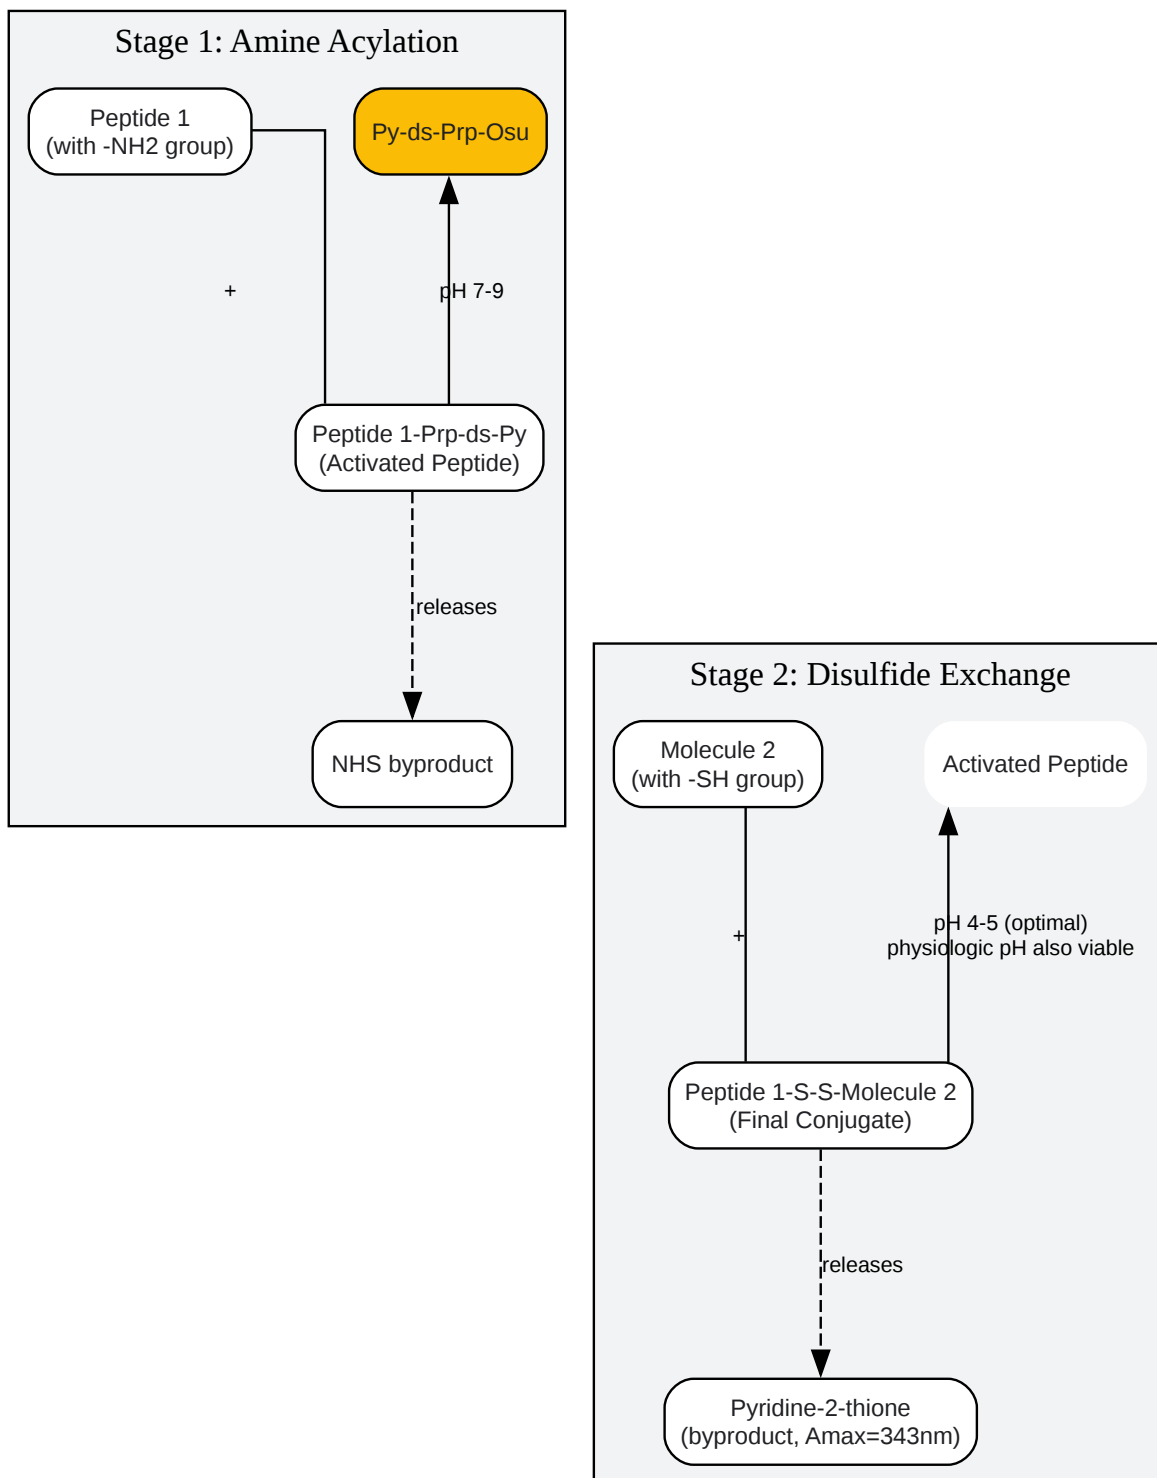 Stage 1: Amine Acylation
Peptide 1
(with -NH2 group)
Py-ds-Prp-Osu
+
pH 7-9
Peptide 1-Prp-ds-Py
(Activated Peptide)
releases
NHS byproduct
Stage 2: Disulfide Exchange
Molecule 2
(with -SH group)
Activated Peptide
+
pH 4-5 (optimal)
physiologic pH also viable
Peptide 1-S-S-Molecule 2
(Final Conjugate)
releases
Pyridine-2-thione
(byproduct, Amax=343nm)